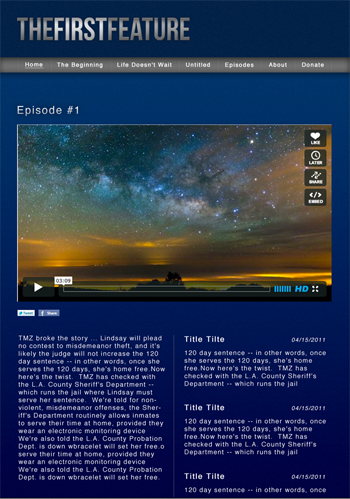 THEFIRSTFEATURE
Home The Beginning Life Doesn't Wait Untitled Episodes About Donate
Episode #1
LIKE
LATER
SHARE
EMBED
03:09
HD
Tweet Share
TMZ broke the story ... Lindsay will plead
no contest to misdemeanor theft, and it's
likely the judge will not increase the 120
day sentence -- in other words, once she
serves the 120 days, she's home free.Now
here's the twist. TMZ has checked with
the L.A. County Sheriff's Department --
which runs the jail where Lindsay must
serve her sentence. We're told for non-
violent, misdemeanor offenses, the Sher-
iff's Department routinely allows inmates
to serve their time at home, provided they
wear an electronic monitoring device
We're also told the L.A. County Probation
Dept. is down wbracelet will set her free.o
serve their time at home, provided they
wear an electronic monitoring device
We're also told the L.A. County Probation
Dept. is down wbracelet will set her free.
Title Tilte 04/15/2011
120 day sentence -- in other words, once
she serves the 120 days, she's home
free.Now here's the twist. TMZ has
checked with the L.A. County Sheriff's
Department -- which runs the jail
Title Tilte 04/15/2011
120 day sentence -- in other words, once
she serves the 120 days, she's home
free.Now here's the twist. TMZ has
checked with the L.A. County Sheriff's
Department -- which runs the jail
Title Tilte 04/15/2011
120 day sentence -- in other words, once